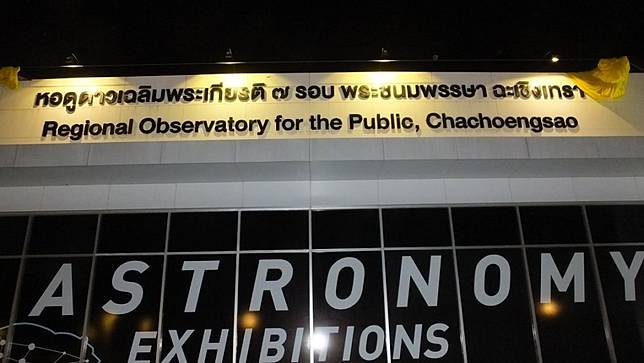 หอดูดาวเฉลิมพระเกียรติ ๗ รอบ พระชนมพรรษา ฉะเชิงเทรา
Regional Observatory for the Public, Chachoengsao
ASTRONOMY
EXHIBITIONS